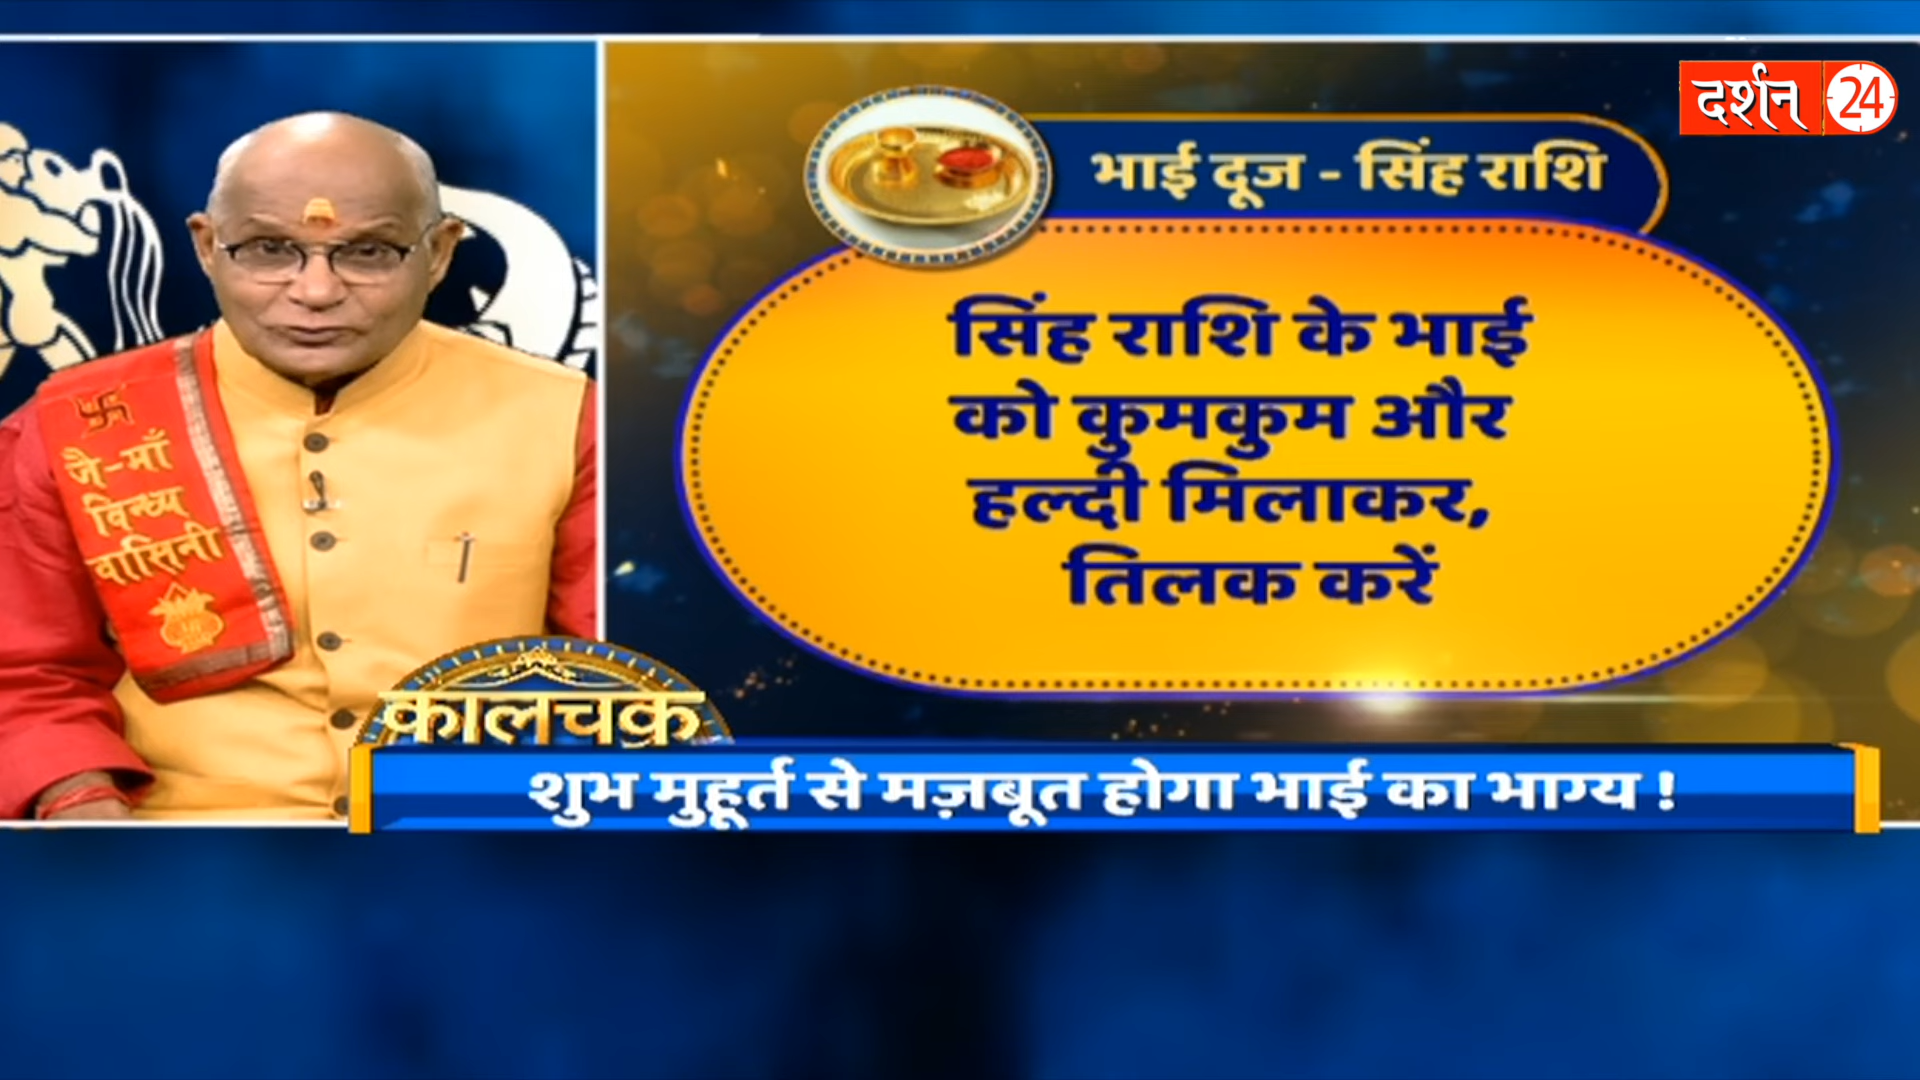 दर्शन 24
भाई दूज - सिंह राशि
सिंह राशि के भाई
को कुमकुम और
हल्दी मिलाकर,
तिलक करें
जै-माँ
विन्ध्य
वासिनी
कालचक्र
शुभ मुहूर्त से मज़बूत होगा भाई का भाग्य !